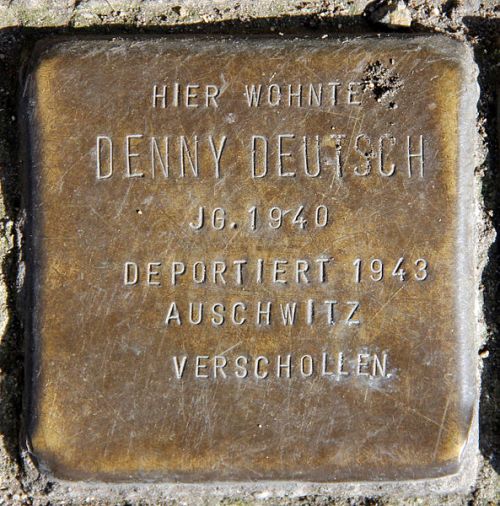 HIER WOHNTE
DENNY DEUTSCH
JG. 1940
DEPORTIERT 1943
AUSCHWITZ
VERSCHOLLEN